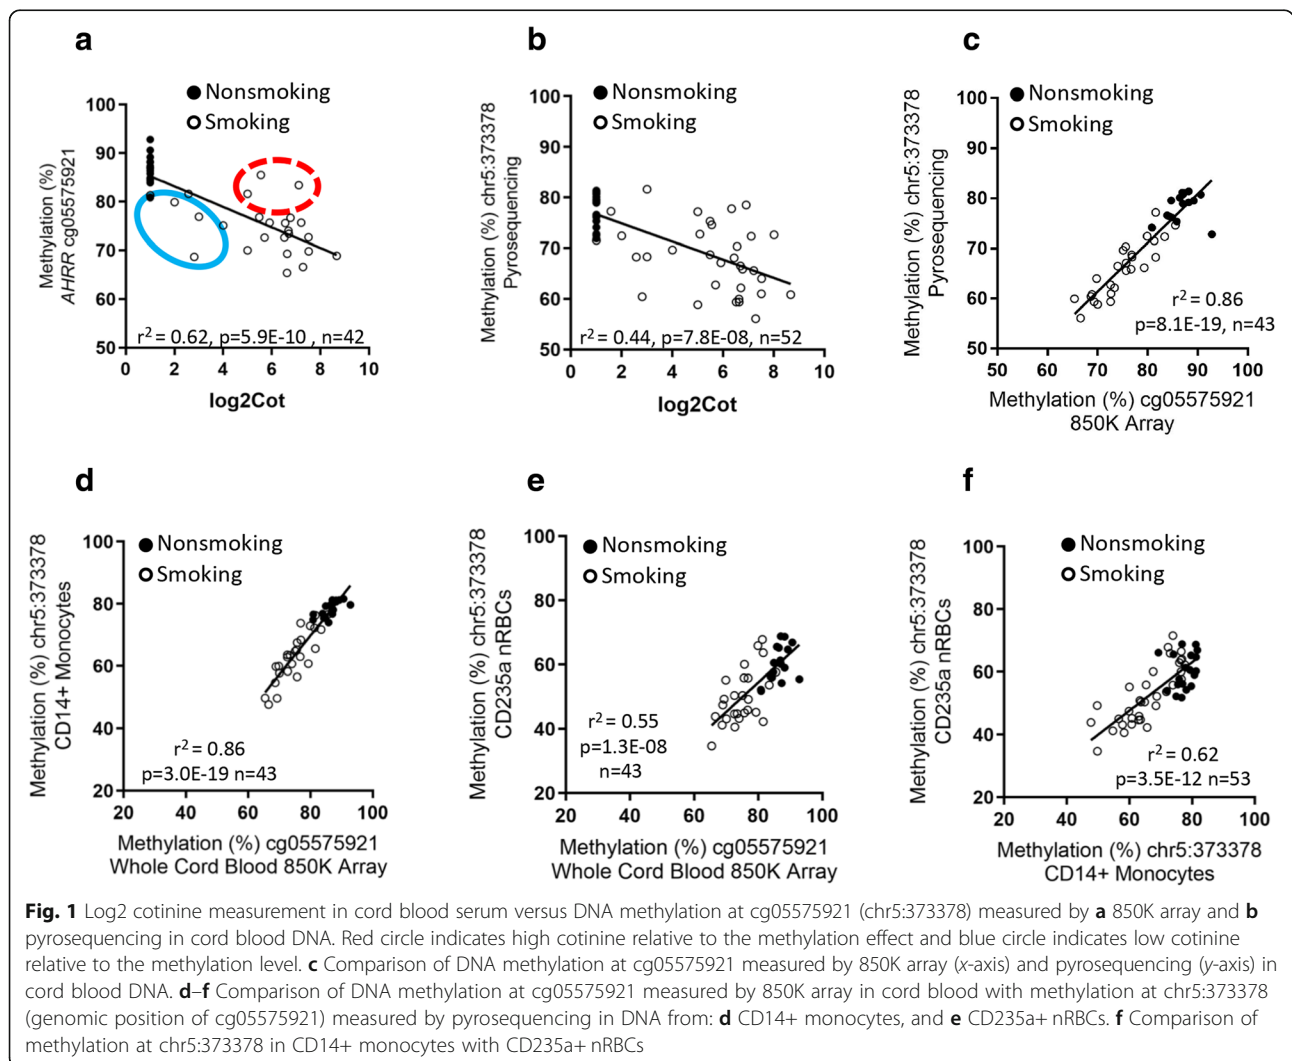 a
Nonsmoking
Smoking
Methylation (%)
AHRR cg05575921
100
90
80
70
60
50
r² = 0.62, p=5.9E-10 , n=42
0 2 4 6 8 10
log2Cot
b
Nonsmoking
Smoking
Methylation (%) chr5:373378
Pyrosequencing
100
90
80
70
60
50
r² = 0.44, p=7.8E-08, n=52
0 2 4 6 8 10
log2Cot
c
Nonsmoking
Smoking
Methylation (%) chr5:373378
Pyrosequencing
100
90
80
70
60
50
r² = 0.86
p=8.1E-19, n=43
50 60 70 80 90 100
Methylation (%) cg05575921
850K Array
d
Nonsmoking
Smoking
Methylation (%) chr5:373378
CD14+ Monocytes
100
80
60
40
20
r² = 0.86
p=3.0E-19 n=43
20 40 60 80 100
Methylation (%) cg05575921
Whole Cord Blood 850K Array
e
Nonsmoking
Smoking
Methylation (%) chr5:373378
CD235a nRBCs
100
80
60
40
20
r² = 0.55
p=1.3E-08
n=43
20 40 60 80 100
Methylation (%) cg05575921
Whole Cord Blood 850K Array
f
Nonsmoking
Smoking
Methylation (%) chr5:373378
CD235a nRBCs
100
80
60
40
20
r² = 0.62
p=3.5E-12 n=53
20 40 60 80 100
Methylation (%) chr5:373378
CD14+ Monocytes
Fig. 1 Log2 cotinine measurement in cord blood serum versus DNA methylation at cg05575921 (chr5:373378) measured by a 850K array and b
pyrosequencing in cord blood DNA. Red circle indicates high cotinine relative to the methylation effect and blue circle indicates low cotinine
relative to the methylation level. c Comparison of DNA methylation at cg05575921 measured by 850K array (x-axis) and pyrosequencing (y-axis) in
cord blood DNA. d–f Comparison of DNA methylation at cg05575921 measured by 850K array in cord blood with methylation at chr5:373378
(genomic position of cg05575921) measured by pyrosequencing in DNA from: d CD14+ monocytes, and e CD235a+ nRBCs. f Comparison of
methylation at chr5:373378 in CD14+ monocytes with CD235a+ nRBCs